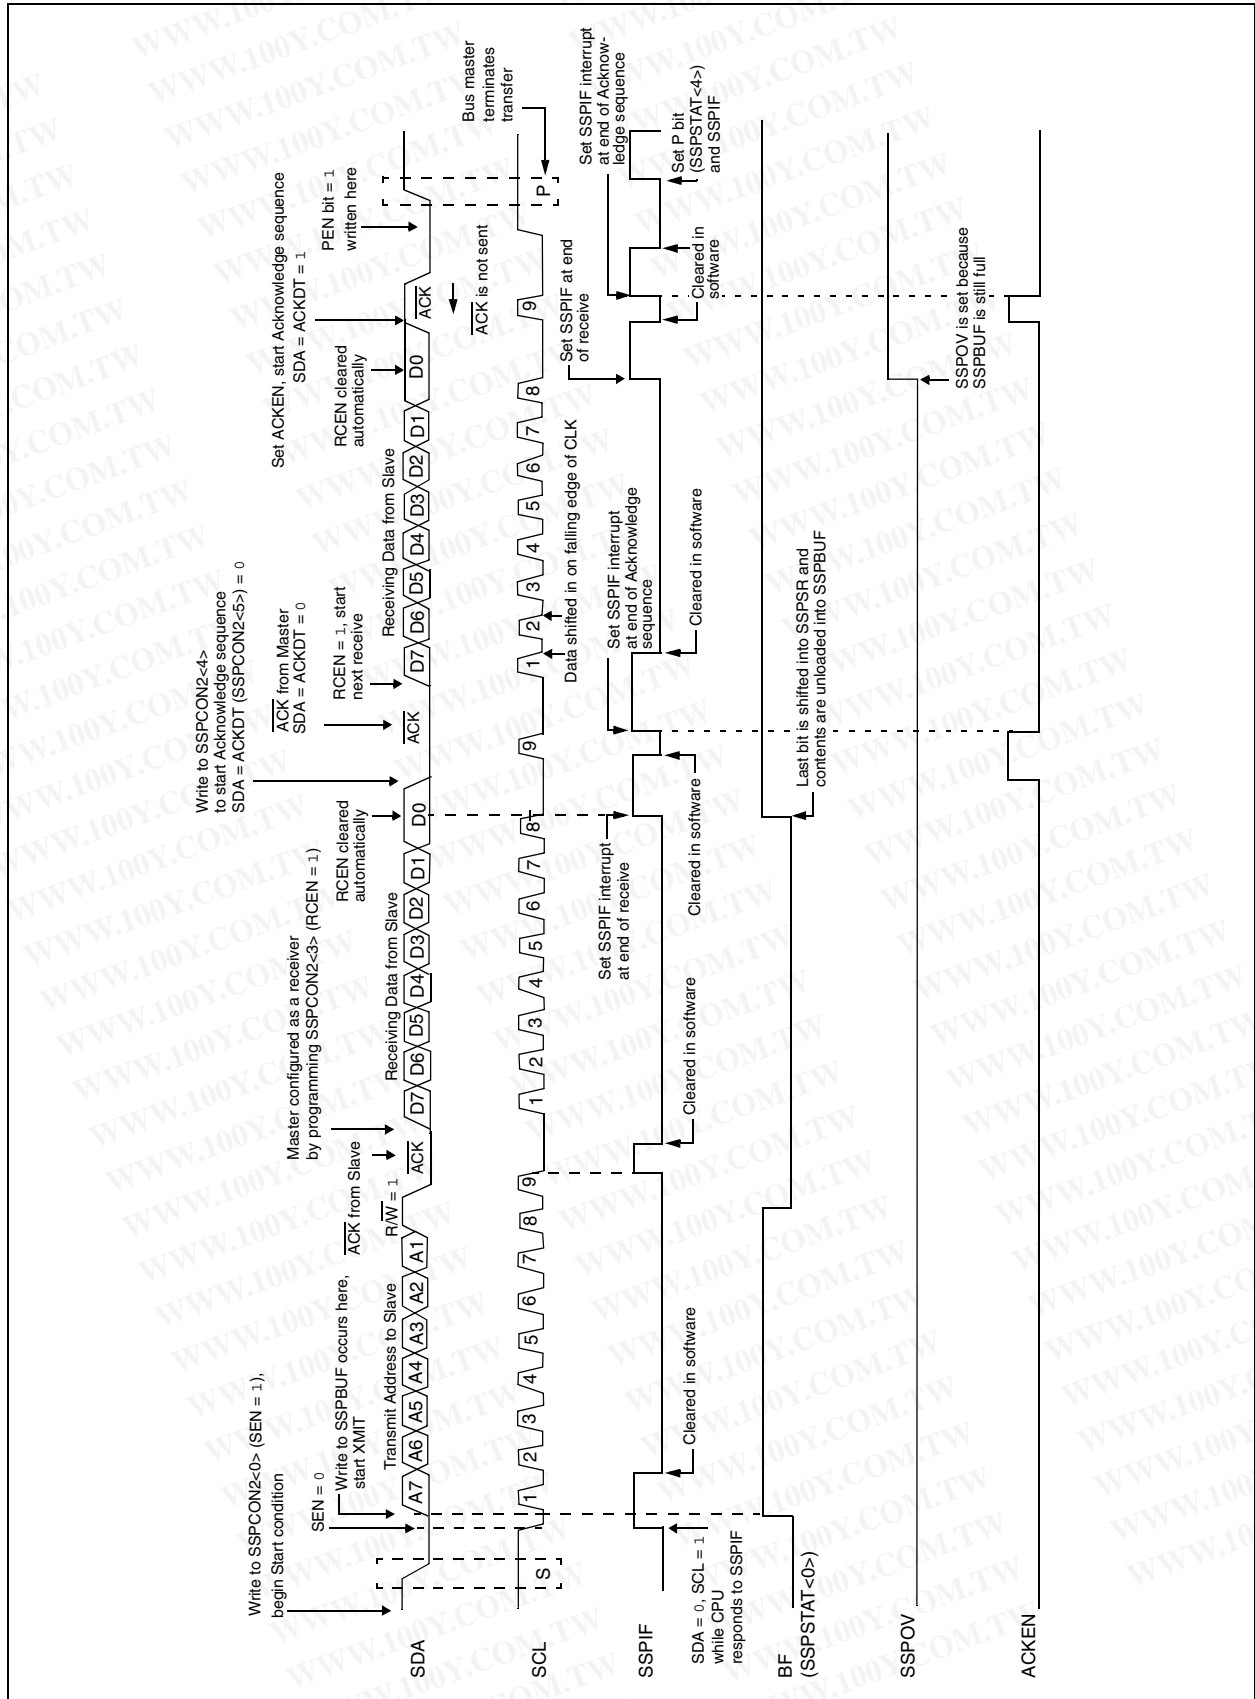 Write to SSPCON2<0> (SEN = 1),
begin Start condition
SEN = 0
Write to SSPBUF occurs here,
start XMIT
Transmit Address to Slave
R/W = 1
ACK from Slave
Master configured as a receiver
by programming SSPCON2<3> (RCEN = 1)
Receiving Data from Slave
RCEN cleared
automatically
Write to SSPCON2<4>
to start Acknowledge sequence
SDA = ACKDT (SSPCON2<5>) = 0
ACK from Master
SDA = ACKDT = 0
RCEN = 1, start
next receive
Receiving Data from Slave
RCEN cleared
automatically
Set ACKEN, start Acknowledge sequence
SDA = ACKDT = 1
PEN bit = 1
written here
SDA
A7 A6 A5 A4 A3 A2 A1
ACK
D7 D6 D5 D4 D3 D2 D1 D0
ACK
D7 D6 D5 D4 D3 D2 D1 D0
ACK
ACK is not sent
Bus master
terminates
transfer
SCL
S
1 2 3 4 5 6 7 8 9
1 2 3 4 5 6 7 8 9
1 2 3 4 5 6 7 8 9
P
Data shifted in on falling edge of CLK
Set SSPIF interrupt
at end of receive
Set SSPIF interrupt
at end of Acknowledge
sequence
Set SSPIF at end
of receive
Set SSPIF interrupt
at end of Acknow-
ledge sequence
SSPIF
SDA = 0, SCL = 1
while CPU
responds to SSPIF
Cleared in software
Cleared in software
Cleared in software
Cleared in software
Cleared in
software
Set P bit
(SSPSTAT<4>)
and SSPIF
BF
(SSPSTAT<0>)
Last bit is shifted into SSPSR and
contents are unloaded into SSPBUF
SSPOV
SSPOV is set because
SSPBUF is still full
ACKEN
WWW.100Y.COM.TW